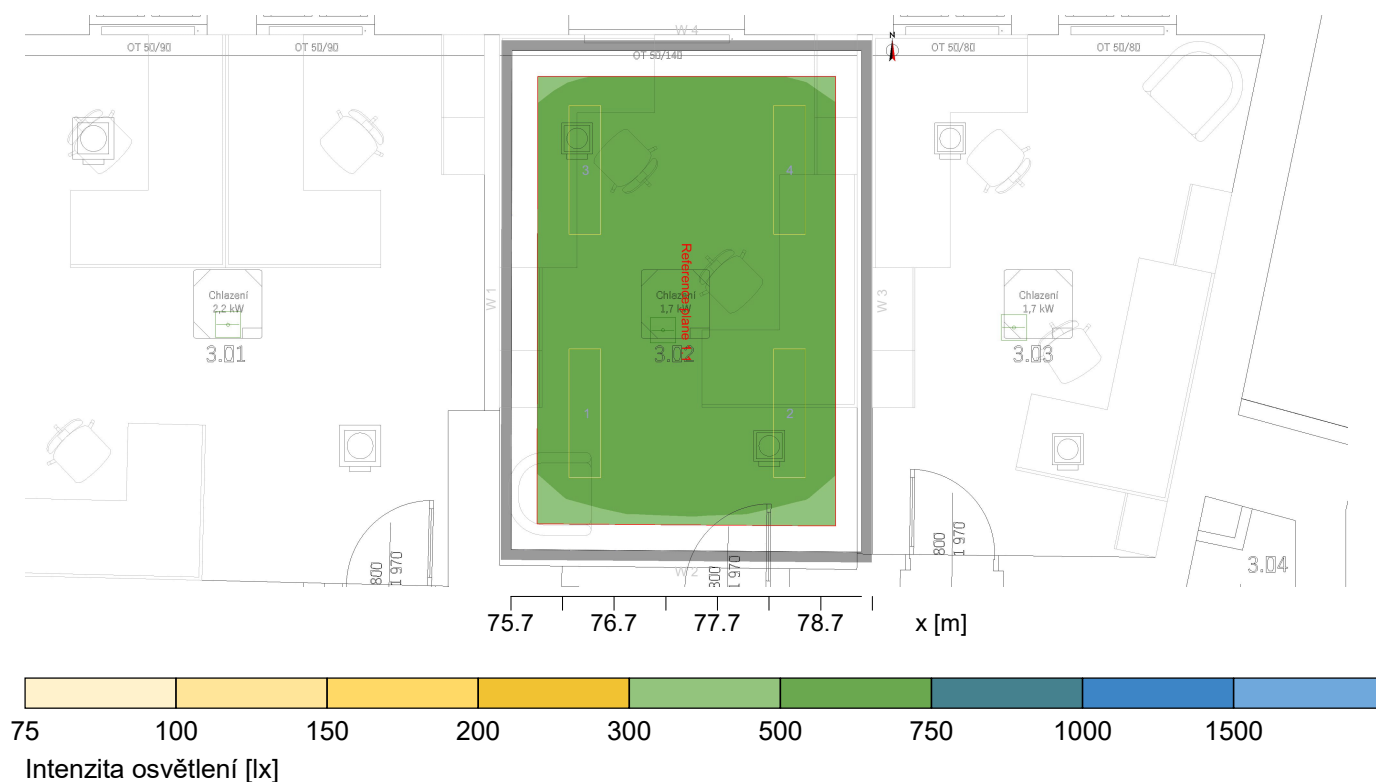 W 4
N
OT 50/90
OT 50/90
OT 50/140
OT 50/80
OT 50/80
3
4
Reference plane 1.1
W 1
W 3
Chlazení
2,2 kW
3.01
Chlazení
1,7 kW
3.02
Chlazení
1,7 kW
3.03
1
2
800
1 970
800
1 970
800
1 970
3.04
W 2
75.7 76.7 77.7 78.7 x [m]
75 100 150 200 300 500 750 1000 1500
Intenzita osvětlení [lx]